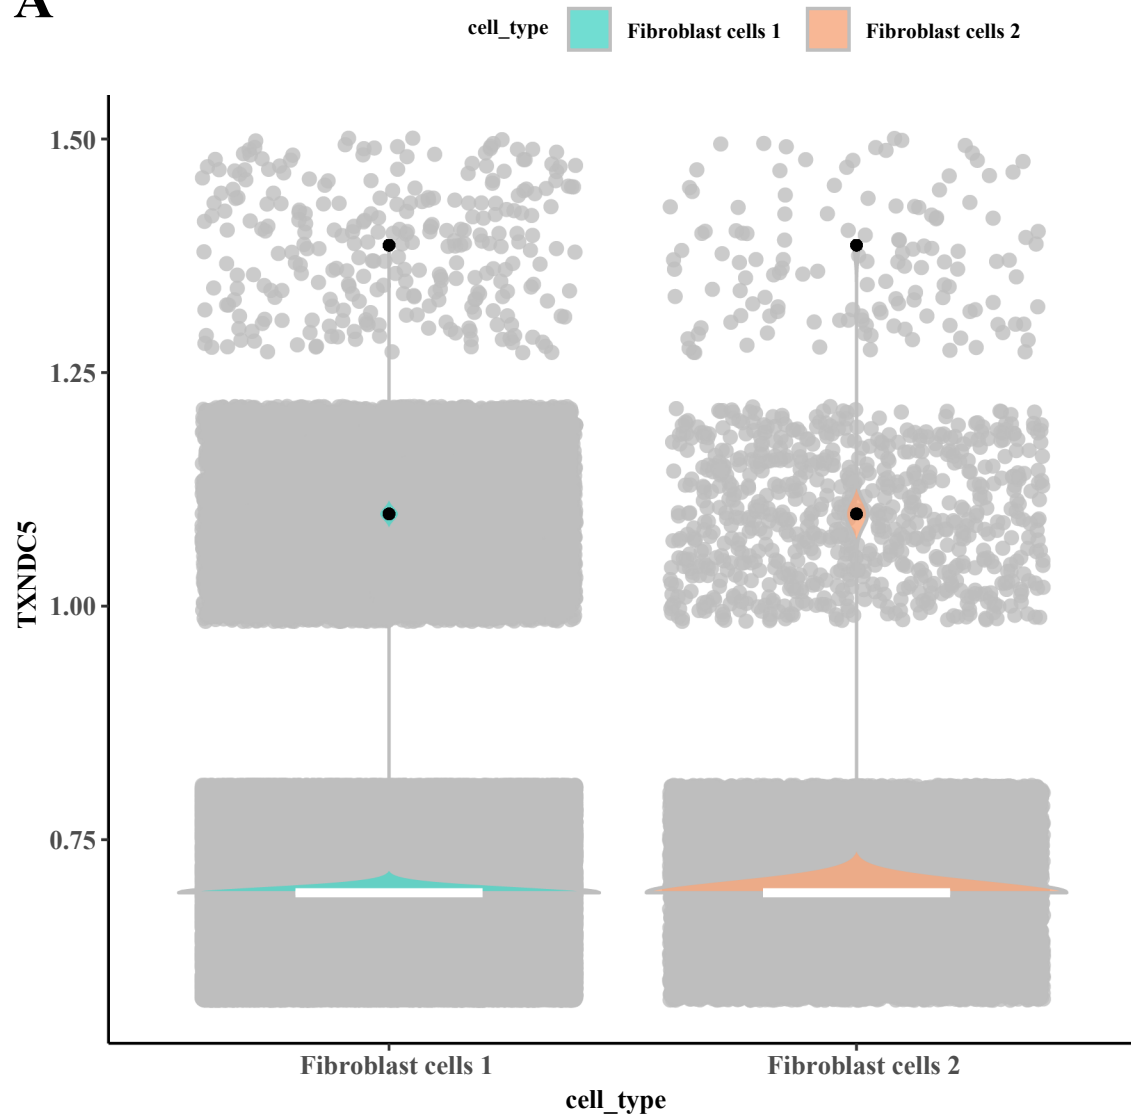 A
cell_type Fibroblast cells 1 Fibroblast cells 2
1.50
1.25
1.00
0.75
TXNDC5
Fibroblast cells 1 Fibroblast cells 2
cell_type